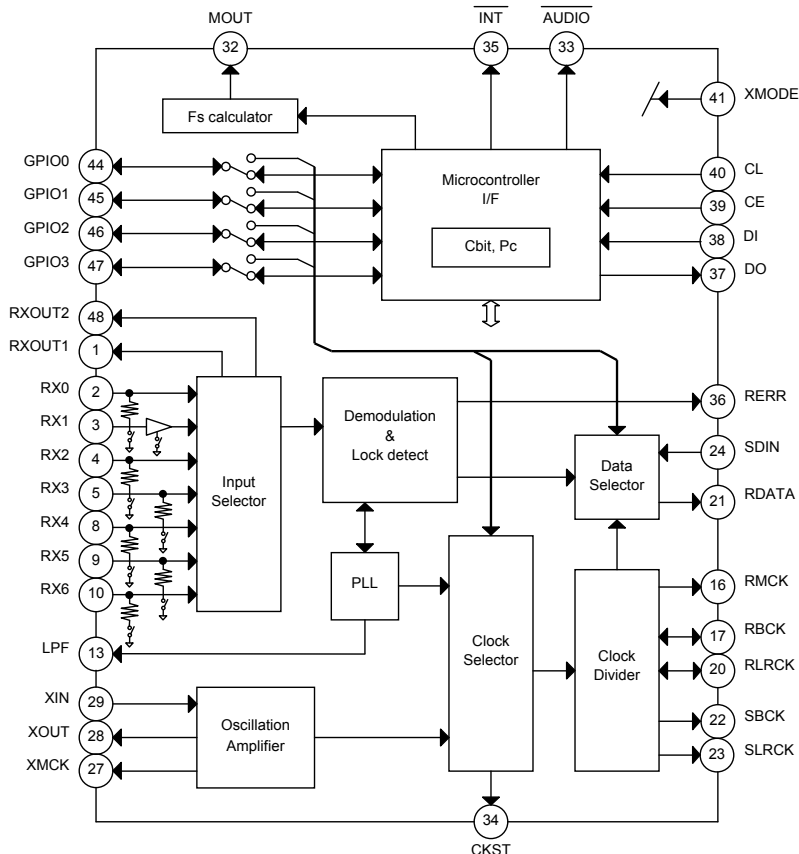 MOUT
INT
AUDIO
32
35
33
41
XMODE
Fs calculator
GPIO0
44
GPIO1
45
GPIO2
46
GPIO3
47
Microcontroller
I/F
Cbit, Pc
40
CL
39
CE
38
DI
37
DO
RXOUT2
48
RXOUT1
1
RX0
2
RX1
3
RX2
4
RX3
5
RX4
8
RX5
9
RX6
10
Input
Selector
Demodulation
&
Lock detect
36
RERR
24
SDIN
Data
Selector
21
RDATA
PLL
16
RMCK
17
RBCK
20
RLRCK
22
SBCK
23
SLRCK
LPF
13
Clock
Selector
Clock
Divider
XIN
29
XOUT
28
XMCK
27
Oscillation
Amplifier
34
CKST